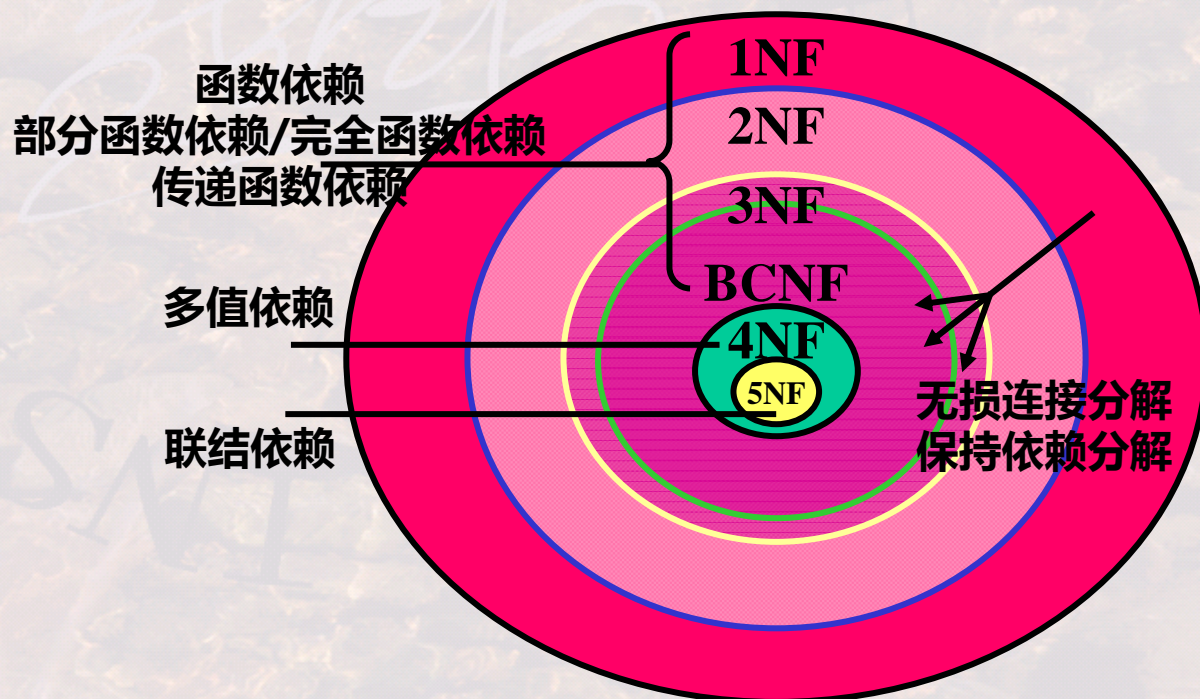 函数依赖
部分函数依赖/完全函数依赖
传递函数依赖
多值依赖
联结依赖
1NF
2NF
3NF
BCNF
4NF
5NF
无损连接分解
保持依赖分解